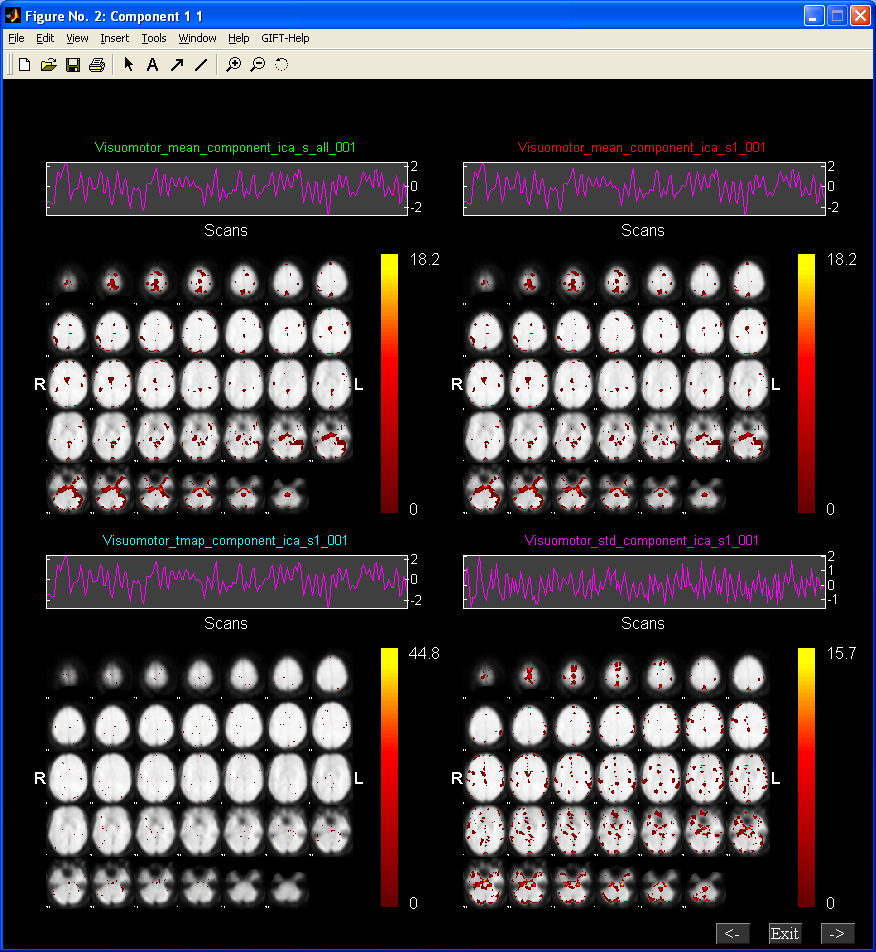 Figure No. 2: Component 1 1
File Edit View Insert Tools Window Help GIFT-Help
Visuomotor_mean_component_ica_s_all_001
2
0
-2
Scans
18.2
R
L
0
Visuomotor_mean_component_ica_s1_001
2
0
-2
Scans
18.2
R
L
0
Visuomotor_tmap_component_ica_s1_001
2
0
-2
Scans
44.8
R
L
0
Visuomotor_std_component_ica_s1_001
2
1
0
-1
Scans
15.7
R
L
0
<- Exit ->